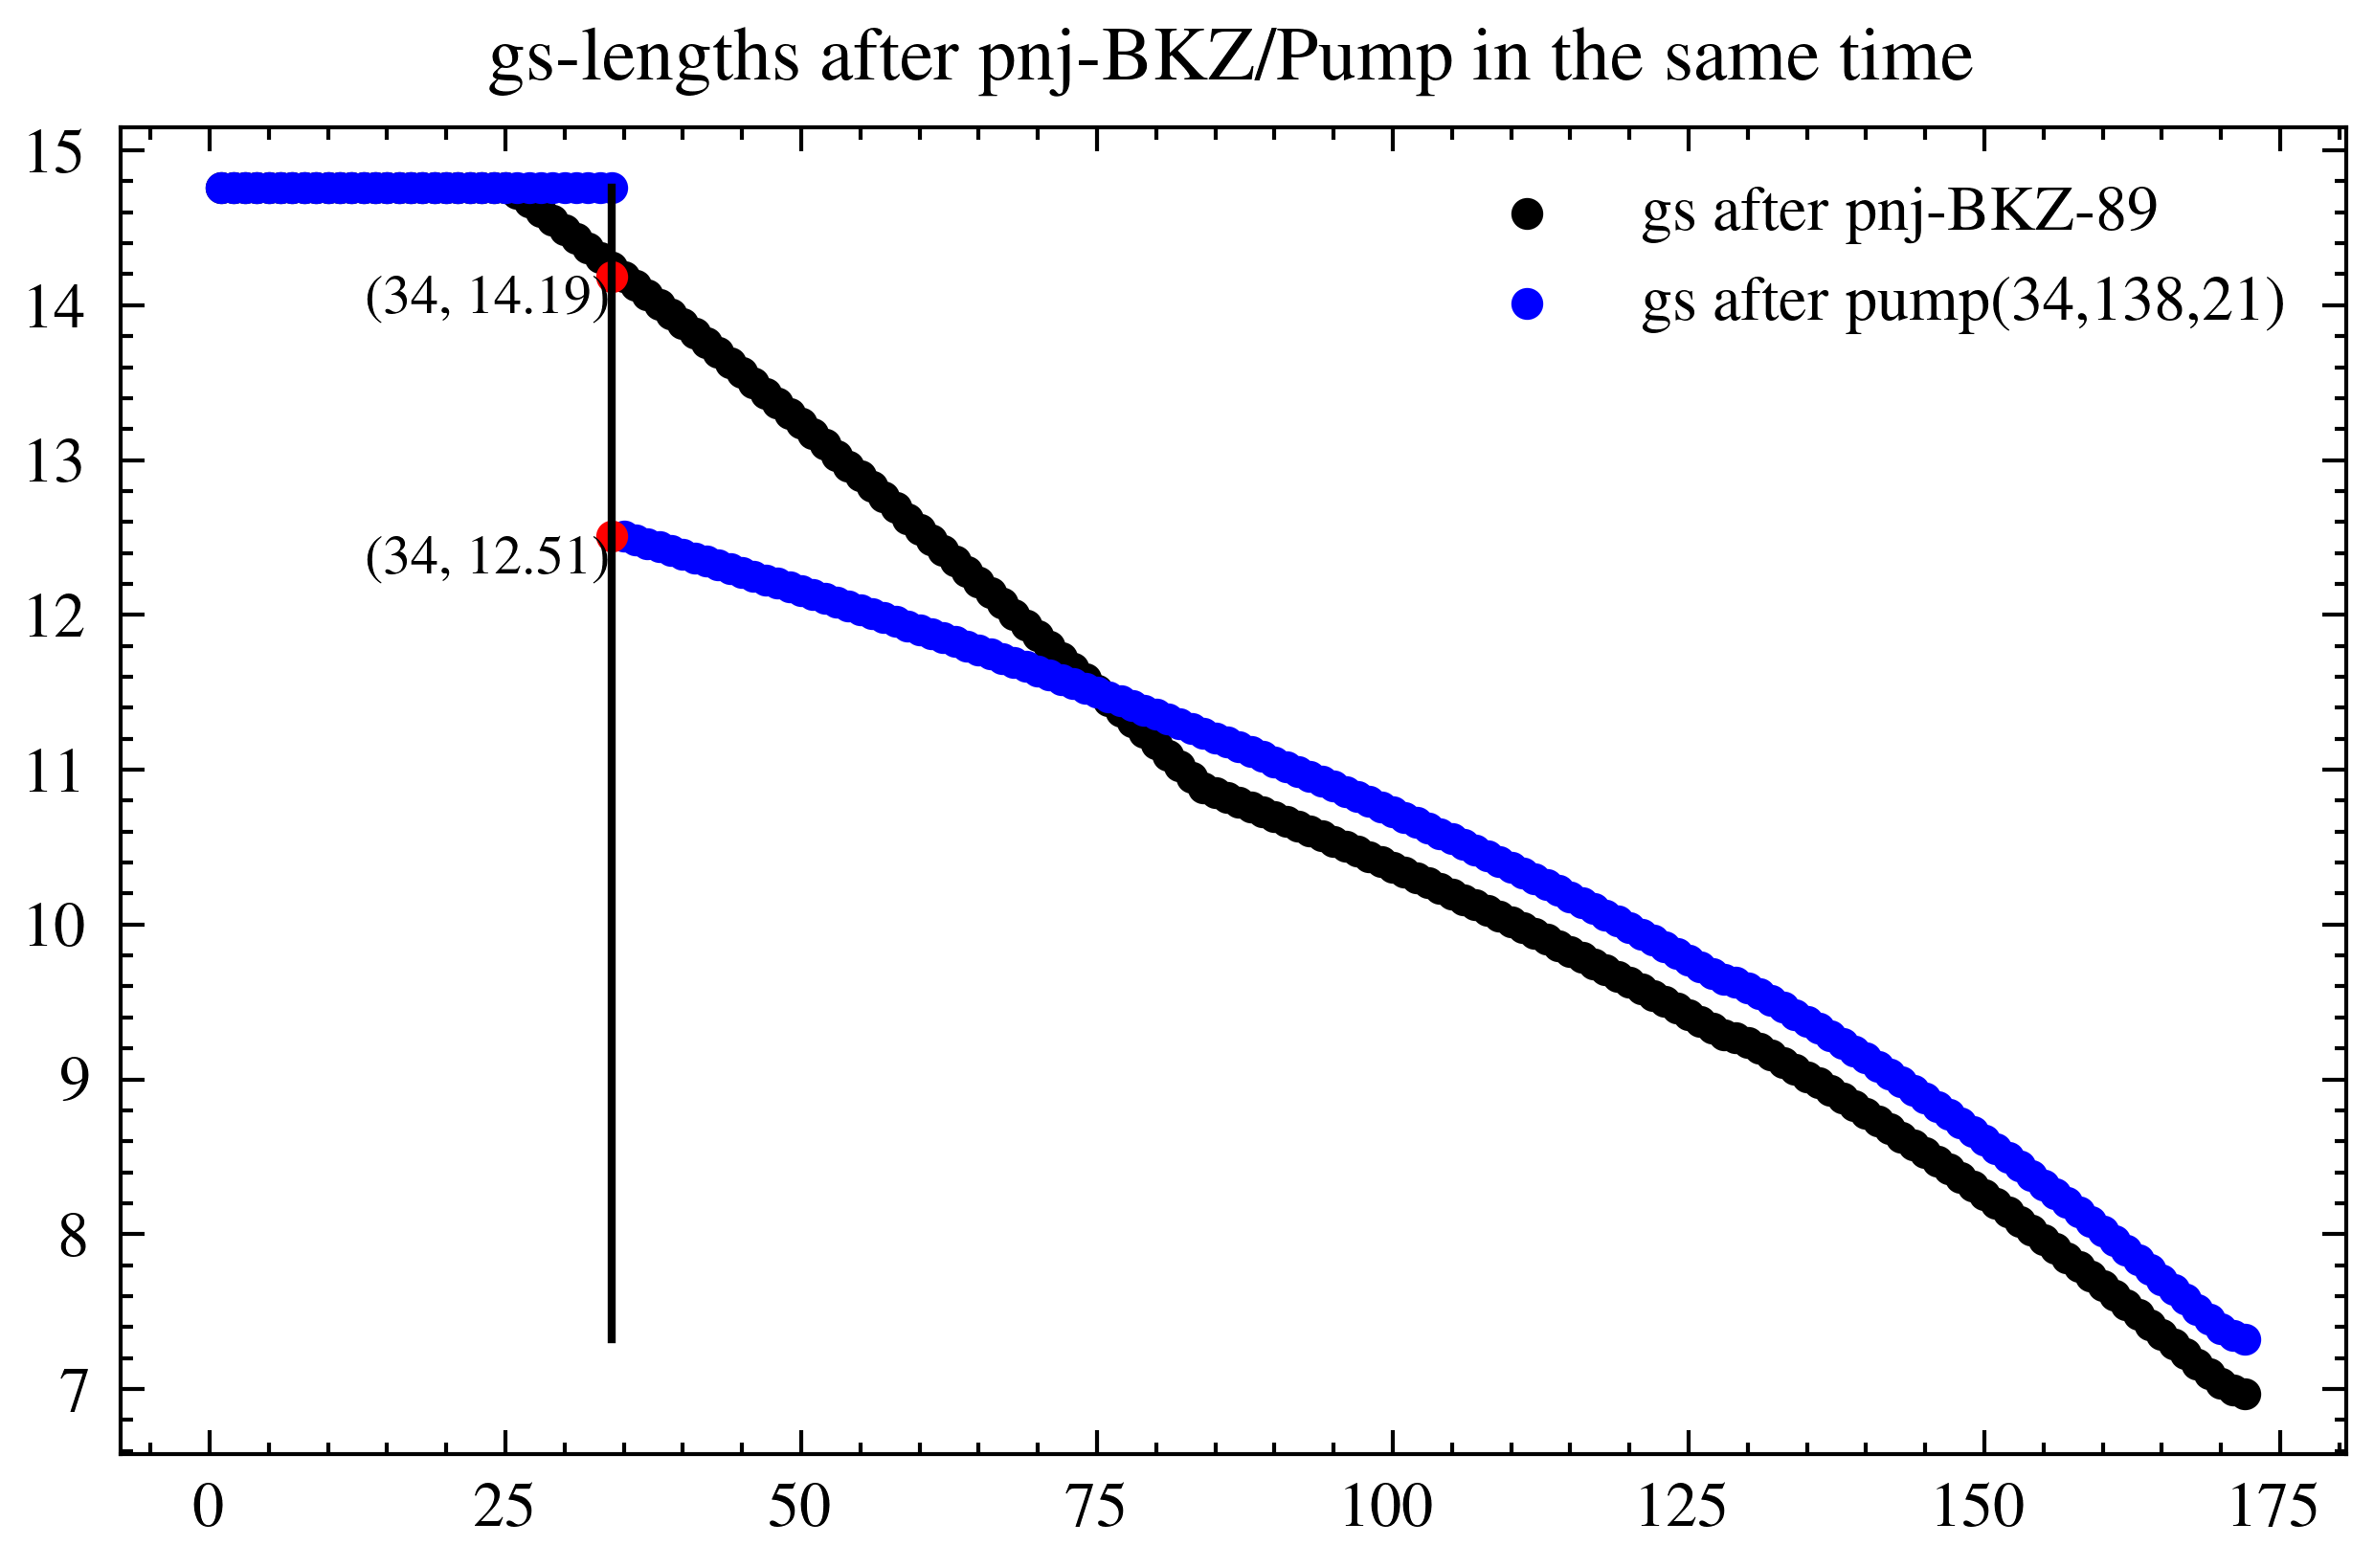 gs-lengths after pnj-BKZ/Pump in the same time
15
14
13
12
11
10
9
8
7
gs after pnj-BKZ-89
gs after pump(34,138,21)
(34, 14.19)
(34, 12.51)
0 25 50 75 100 125 150 175